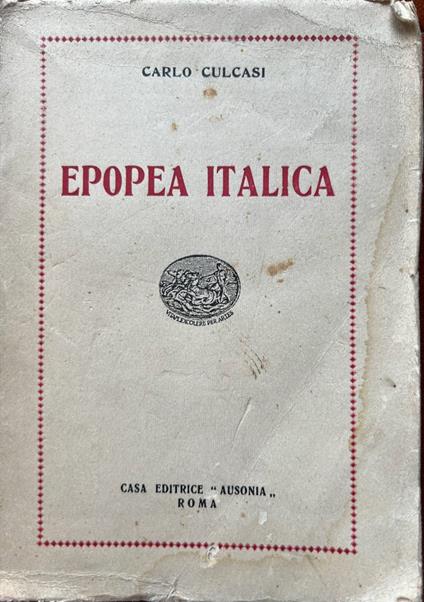 CARLO CULCASI
EPOPEA ITALICA
CASA EDITRICE " AUSONIA „
ROMA